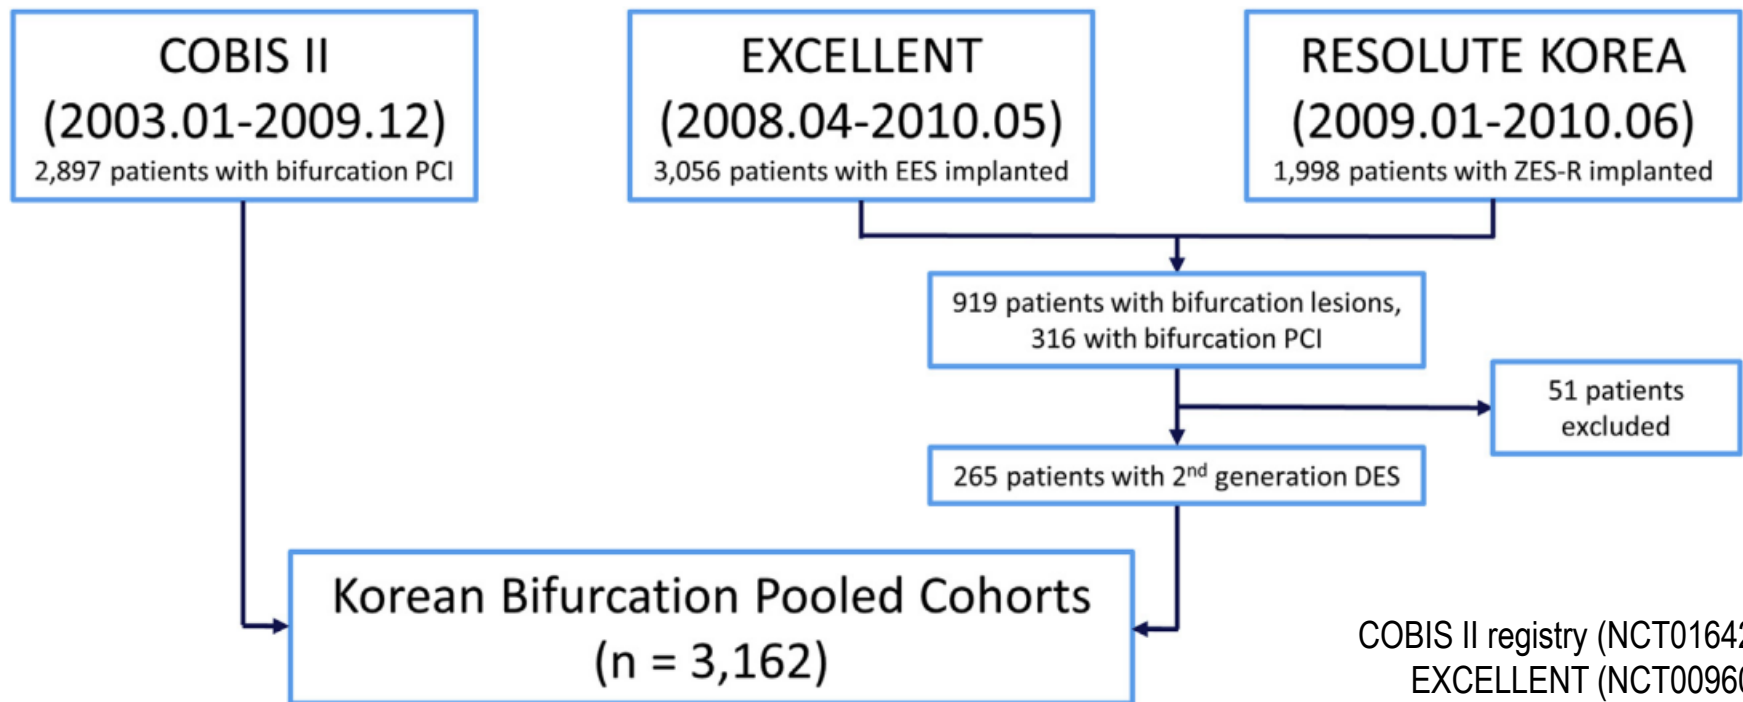 COBIS II
(2003.01-2009.12)
2,897 patients with bifurcation PCI
EXCELLENT
(2008.04-2010.05)
3,056 patients with EES implanted
RESOLUTE KOREA
(2009.01-2010.06)
1,998 patients with ZES-R implanted
919 patients with bifurcation lesions,
316 with bifurcation PCI
51 patients
excluded
265 patients with 2nd generation DES
Korean Bifurcation Pooled Cohorts
(n = 3,162)
COBIS II registry (NCT01642
EXCELLENT (NCT00960